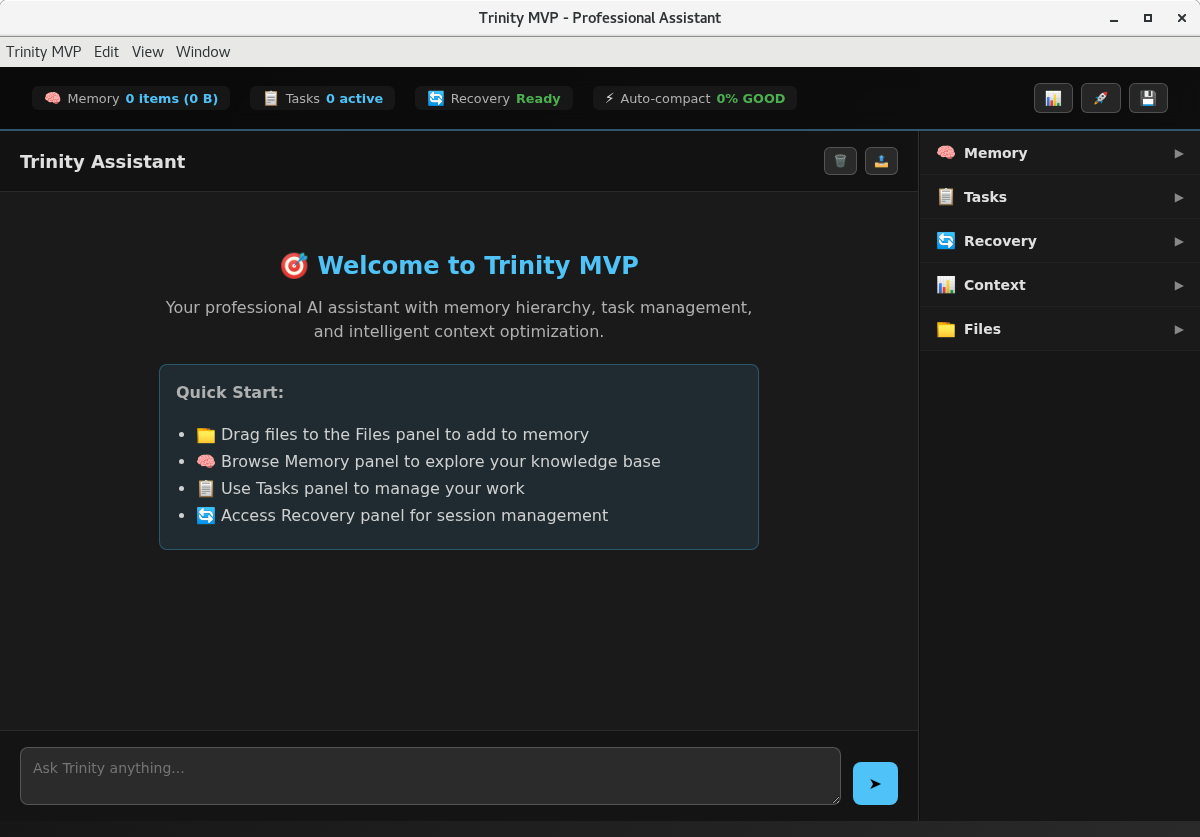 Trinity MVP - Professional Assistant
Trinity MVP Edit View Window
Memory 0 items (0 B) Tasks 0 active Recovery Ready Auto-compact 0% GOOD
Trinity Assistant
Welcome to Trinity MVP
Your professional AI assistant with memory hierarchy, task management,
and intelligent context optimization.
Quick Start:
• Drag files to the Files panel to add to memory
• Browse Memory panel to explore your knowledge base
• Use Tasks panel to manage your work
• Access Recovery panel for session management
Ask Trinity anything...
Memory
Tasks
Recovery
Context
Files